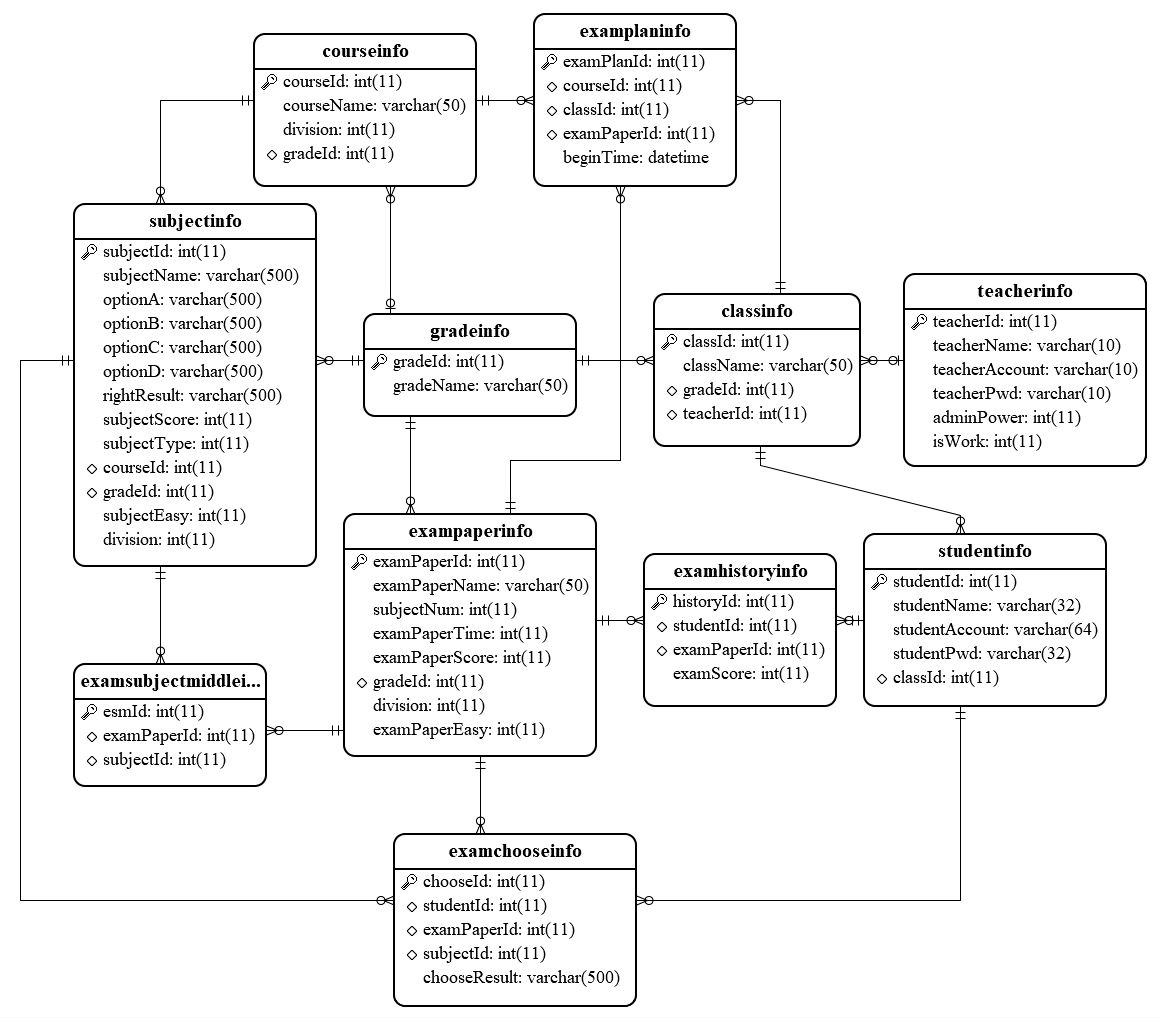 courseinfo
courseId: int(11)
courseName: varchar(50)
division: int(11)
gradeId: int(11)
examplaninfo
examPlanId: int(11)
courseId: int(11)
classId: int(11)
examPaperId: int(11)
beginTime: datetime
subjectinfo
subjectId: int(11)
subjectName: varchar(500)
optionA: varchar(500)
optionB: varchar(500)
optionC: varchar(500)
optionD: varchar(500)
rightResult: varchar(500)
subjectScore: int(11)
subjectType: int(11)
courseId: int(11)
gradeId: int(11)
subjectEasy: int(11)
division: int(11)
gradeinfo
gradeId: int(11)
gradeName: varchar(50)
classinfo
classId: int(11)
className: varchar(50)
gradeId: int(11)
teacherId: int(11)
teacherinfo
teacherId: int(11)
teacherName: varchar(10)
teacherAccount: varchar(10)
teacherPwd: varchar(10)
adminPower: int(11)
isWork: int(11)
exampaperinfo
examPaperId: int(11)
examPaperName: varchar(50)
subjectNum: int(11)
examPaperTime: int(11)
examPaperScore: int(11)
gradeId: int(11)
division: int(11)
examPaperEasy: int(11)
examhistoryinfo
historyId: int(11)
studentId: int(11)
examPaperId: int(11)
examScore: int(11)
studentinfo
studentId: int(11)
studentName: varchar(32)
studentAccount: varchar(64)
studentPwd: varchar(32)
classId: int(11)
examsubjectmiddlei...
esmId: int(11)
examPaperId: int(11)
subjectId: int(11)
examchooseinfo
chooseId: int(11)
studentId: int(11)
examPaperId: int(11)
subjectId: int(11)
chooseResult: varchar(500)